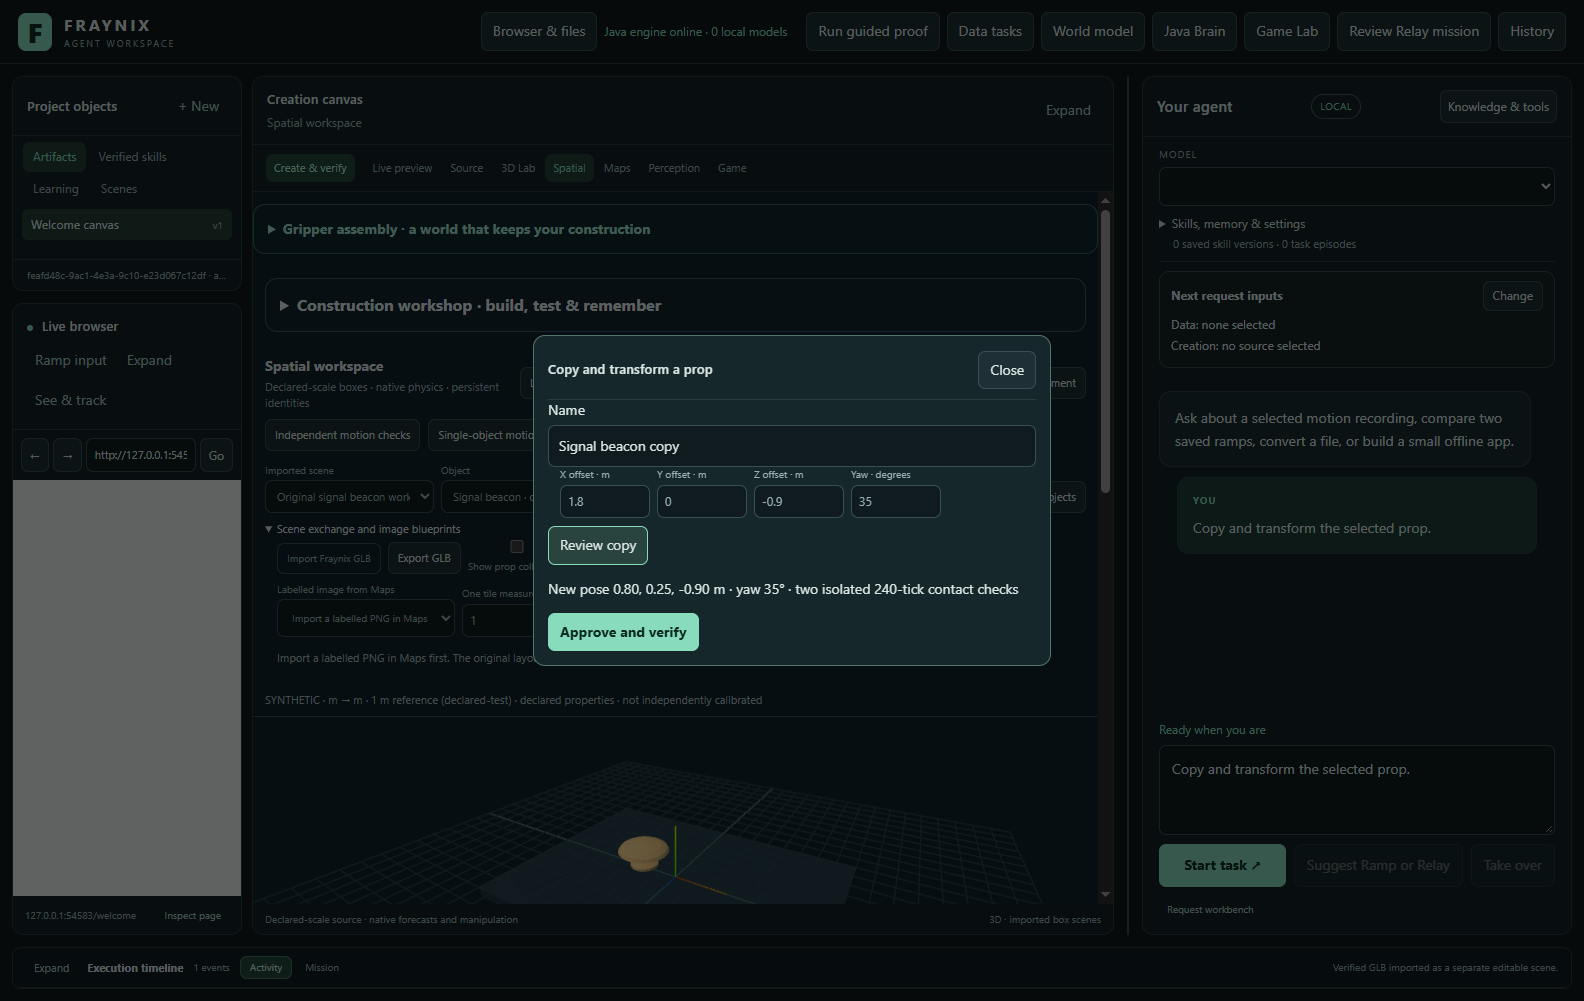 F FRAYNIX
AGENT WORKSPACE
Browser & files
Java engine online · 0 local models
Run guided proof
Data tasks
World model
Java Brain
Game Lab
Review Relay mission
History
Project objects
+ New
Artifacts
Verified skills
Learning
Scenes
Welcome canvas
v1
feafd48c-9ac1-4e3a-9c10-e23d067c12df · a...
Live browser
Ramp input
Expand
See & track
←
→
http://127.0.0.1:545
Go
127.0.0.1:54583/welcome
Inspect page
Creation canvas
Spatial workspace
Expand
Create & verify
Live preview
Source
3D Lab
Spatial
Maps
Perception
Game
Gripper assembly · a world that keeps your construction
Construction workshop · build, test & remember
Spatial workspace
Declared-scale boxes · native physics · persistent
identities
Independent motion checks
Imported scene
Object
Scene exchange and image blueprints
Import Fraynix GLB
Export GLB
Labelled image from Maps
Import a labelled PNG in Maps
1
SYNTHETIC · m → m · 1 m reference (declared-test) · declared properties · not independently calibrated
Declared-scale source · native forecasts and manipulation
3D · imported box scenes
Copy and transform a prop
Close
Name
Signal beacon copy
X offset · m
Y offset · m
Z offset · m
Yaw · degrees
1.8
0
-0.9
35
Review copy
New pose 0.80, 0.25, -0.90 m · yaw 35° · two isolated 240-tick contact checks
Approve and verify
Your agent
LOCAL
Knowledge & tools
MODEL
Skills, memory & settings
0 saved skill versions · 0 task episodes
Next request inputs
Change
Data: none selected
Creation: no source selected
Ask about a selected motion recording, compare two
saved ramps, convert a file, or build a small offline app.
YOU
Copy and transform the selected prop.
Ready when you are
Copy and transform the selected prop.
Start task ↗
Suggest Ramp or Relay
Take over
Request workbench
Expand
Execution timeline
1 events
Activity
Mission
Verified GLB imported as a separate editable scene.